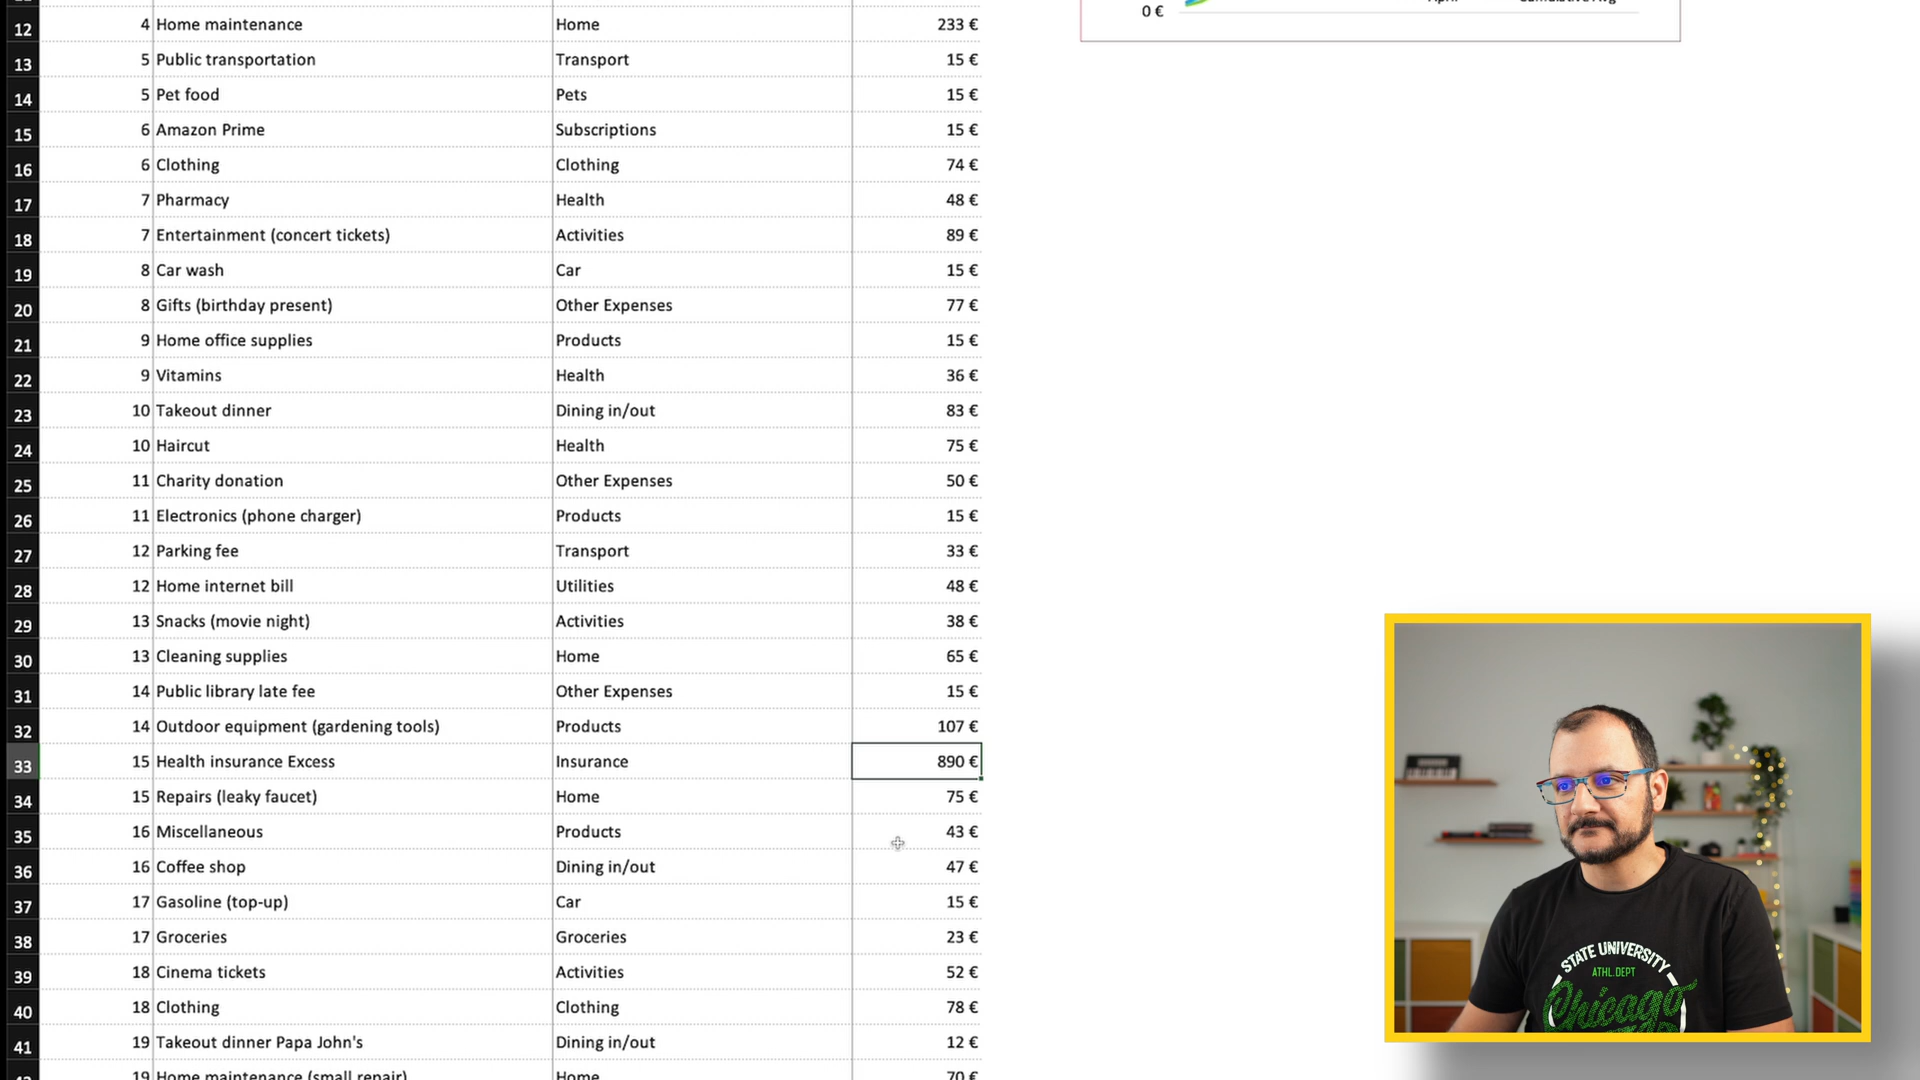 12 4 Home maintenance Home 233 €
13 5 Public transportation Transport 15 €
14 5 Pet food Pets 15 €
15 6 Amazon Prime Subscriptions 15 €
16 6 Clothing Clothing 74 €
17 7 Pharmacy Health 48 €
18 7 Entertainment (concert tickets) Activities 89 €
19 8 Car wash Car 15 €
20 8 Gifts (birthday present) Other Expenses 77 €
21 9 Home office supplies Products 15 €
22 9 Vitamins Health 36 €
23 10 Takeout dinner Dining in/out 83 €
24 10 Haircut Health 75 €
25 11 Charity donation Other Expenses 50 €
26 11 Electronics (phone charger) Products 15 €
27 12 Parking fee Transport 33 €
28 12 Home internet bill Utilities 48 €
29 13 Snacks (movie night) Activities 38 €
30 13 Cleaning supplies Home 65 €
31 14 Public library late fee Other Expenses 15 €
32 14 Outdoor equipment (gardening tools) Products 107 €
33 15 Health insurance Excess Insurance 890 €
34 15 Repairs (leaky faucet) Home 75 €
35 16 Miscellaneous Products 43 €
36 16 Coffee shop Dining in/out 47 €
37 17 Gasoline (top-up) Car 15 €
38 17 Groceries Groceries 23 €
39 18 Cinema tickets Activities 52 €
40 18 Clothing Clothing 78 €
41 19 Takeout dinner Papa John's Dining in/out 12 €
19 Home maintenance (small repair) Home 70 €
0 €
STATE UNIVERSITY
ATHL.DEPT
Chicago